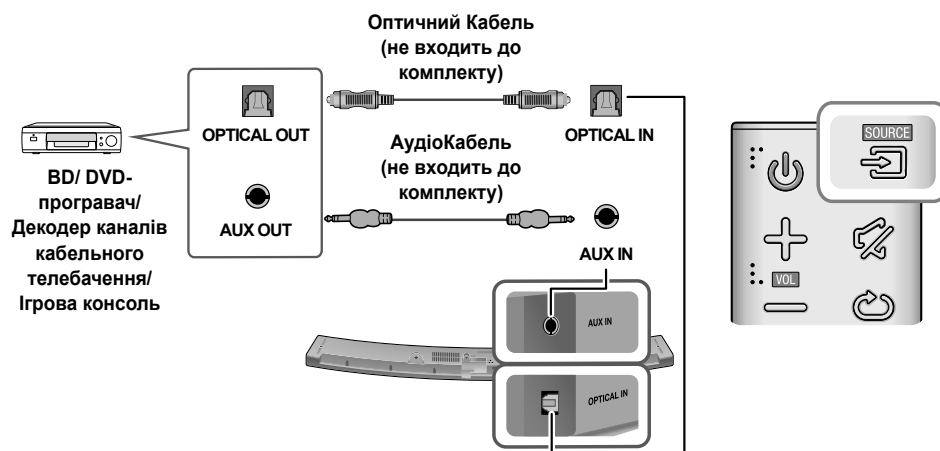 Оптичний Кабель
(не входить до
комплекту)
OPTICAL OUT
OPTICAL IN
АудіоКабель
(не входить до
комплекту)
AUX OUT
AUX IN
BD/ DVD-
програвач/
Декодер каналів
кабельного
телебачення/
Ігрова консоль
AUX IN
OPTICAL IN
SOURCE
VOL